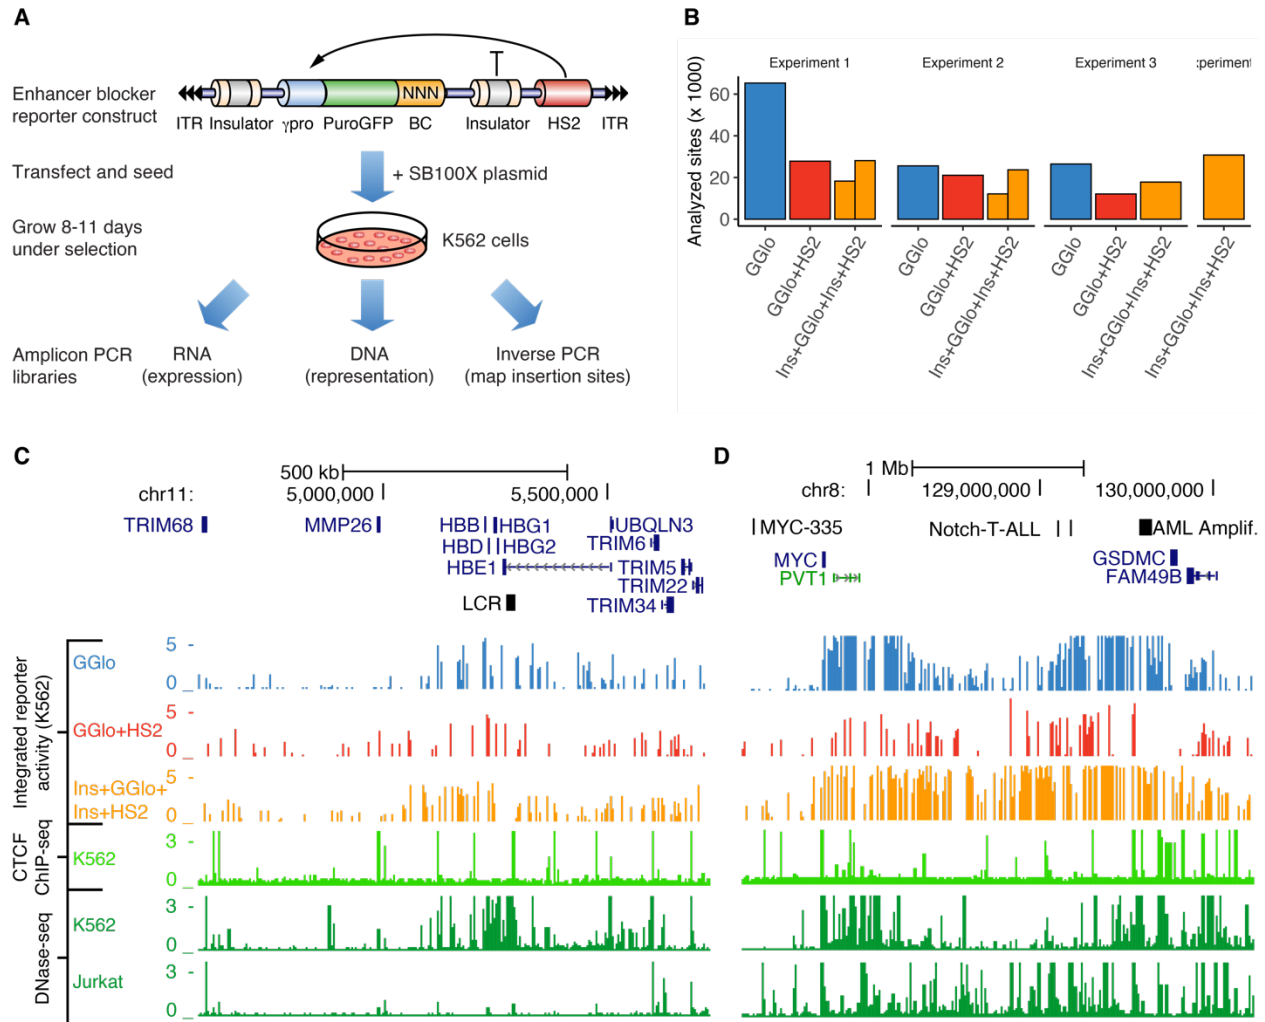 A
Enhancer blocker
reporter construct
NNN
ITR Insulator γpro PuroGFP BC Insulator HS2 ITR
Transfect and seed
+ SB100X plasmid
Grow 8-11 days
under selection
K562 cells
Amplicon PCR
libraries
RNA
(expression)
DNA
(representation)
Inverse PCR
(map insertion sites)
B
Experiment 1 Experiment 2 Experiment 3 :periment
Analyzed sites (x 1000)
60
40
20
0
GGlo
GGlo+HS2
Ins+GGlo+Ins+HS2
GGlo
GGlo+HS2
Ins+GGlo+Ins+HS2
GGlo
GGlo+HS2
Ins+GGlo+Ins+HS2
Ins+GGlo+Ins+HS2
C
500 kb
chr11: 5,000,000 5,500,000
TRIM68 MMP26 HBB HBG1 UBQLN3
HBD HBG2 TRIM6
HBE1 TRIM5
TRIM22
LCR TRIM34
D
1 Mb
chr8: 129,000,000 130,000,000
MYC-335 Notch-T-ALL AML Amplif.
MYC GSDMC
PVT1 FAM49B
Integrated reporter
activity (K562)
GGlo
5
0
GGlo+HS2
5
0
Ins+GGlo+
Ins+HS2
5
0
CTCF
ChIP-seq
K562
3
0
DNase-seq
K562
3
0
Jurkat
3
0